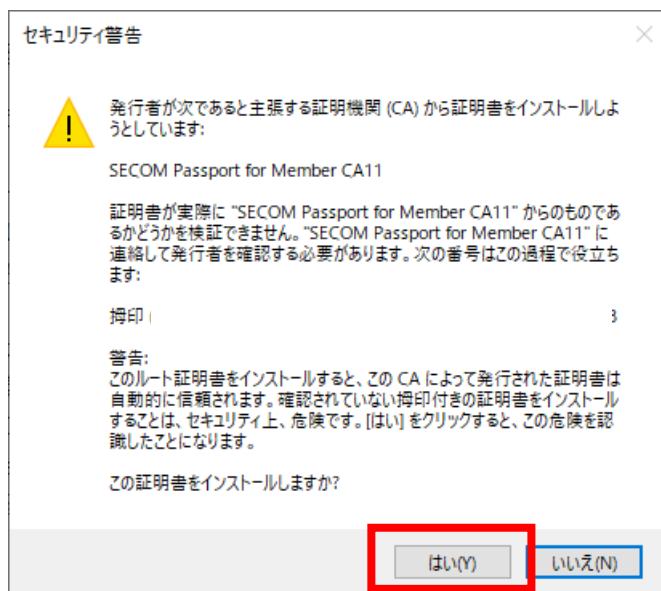 セキュリティ警告
発行者が次であると主張する証明機関 (CA) から証明書をインストールしよ
うとしています:
SECOM Passport for Member CA11
証明書が実際に "SECOM Passport for Member CA11" からのものであ
るかどうかを検証できません。"SECOM Passport for Member CA11" に
連絡して発行者を確認する必要があります。次の番号はこの過程で役立ち
ます:
拇印 (
警告:
このルート証明書をインストールすると、この CA によって発行された証明書は
自動的に信頼されます。確認されていない拇印付きの証明書をインストール
することは、セキュリティ上、危険です。[はい] をクリックすると、この危険を認
識したことになります。
この証明書をインストールしますか?
はい(Y)
いいえ(N)